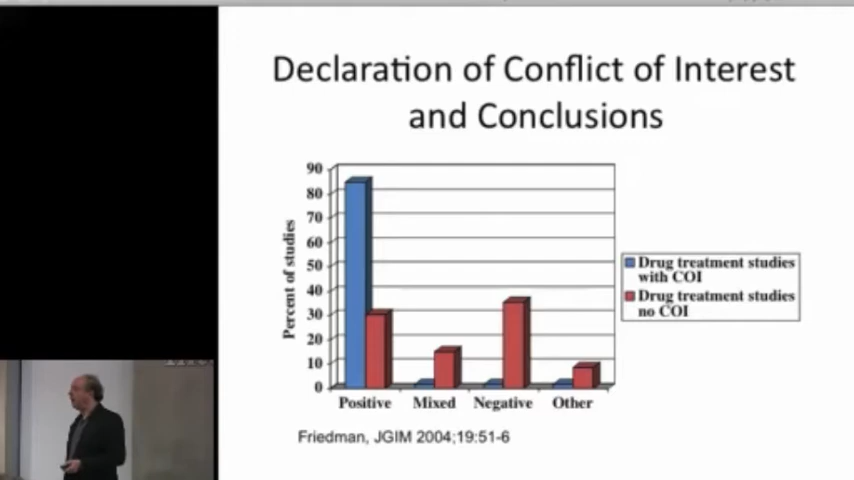 Declaration of Conflict of Interest
and Conclusions
90
80
70
60
50
40
30
20
10
0
Percent of studies
Positive
Mixed
Negative
Other
Drug treatment studies
with COI
Drug treatment studies
no COI
Friedman, JGIM 2004;19:51-6